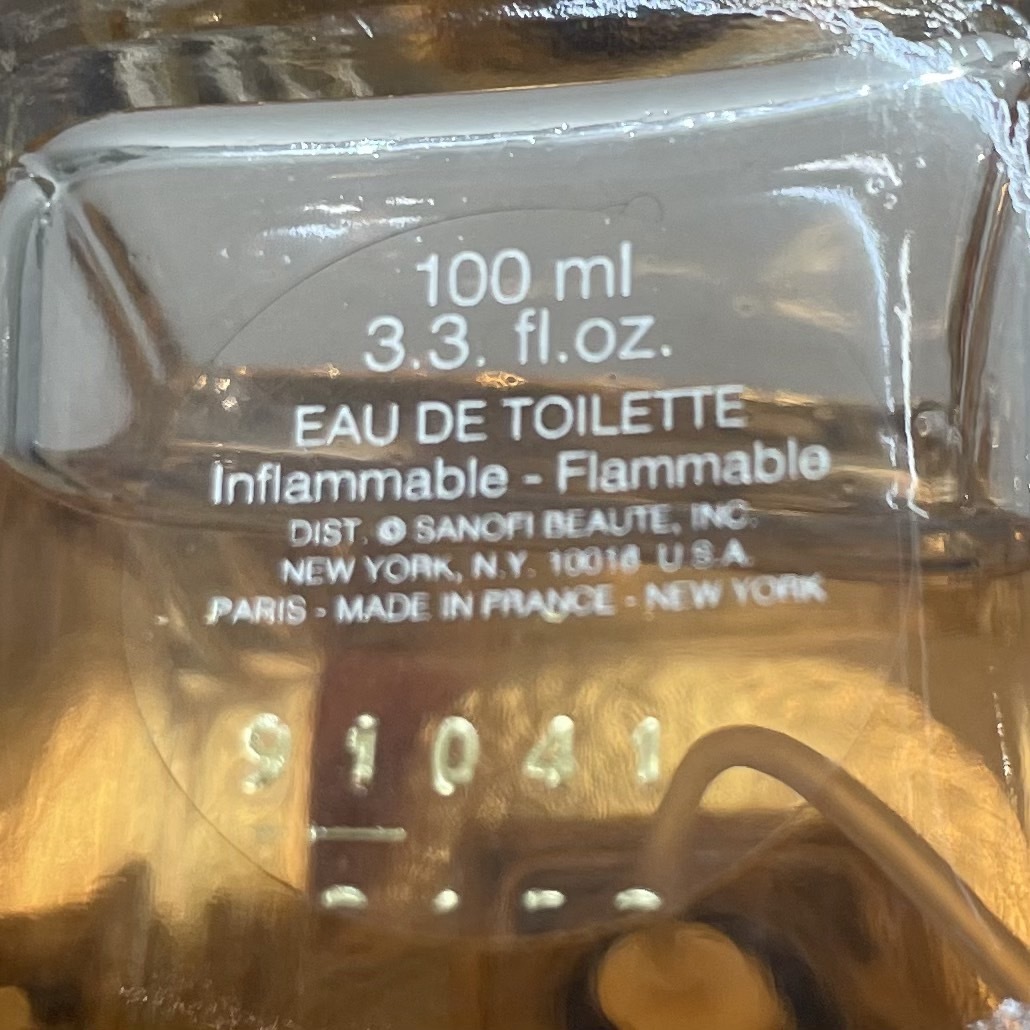 100 ml
3.3. fl.oz.
EAU DE TOILETTE
Inflammable - Flammable
DIST. © SANOFI BEAUTE, INC.
NEW YORK, N.Y. 10016 U.S.A.
PARIS - MADE IN FRANCE - NEW YORK
91041